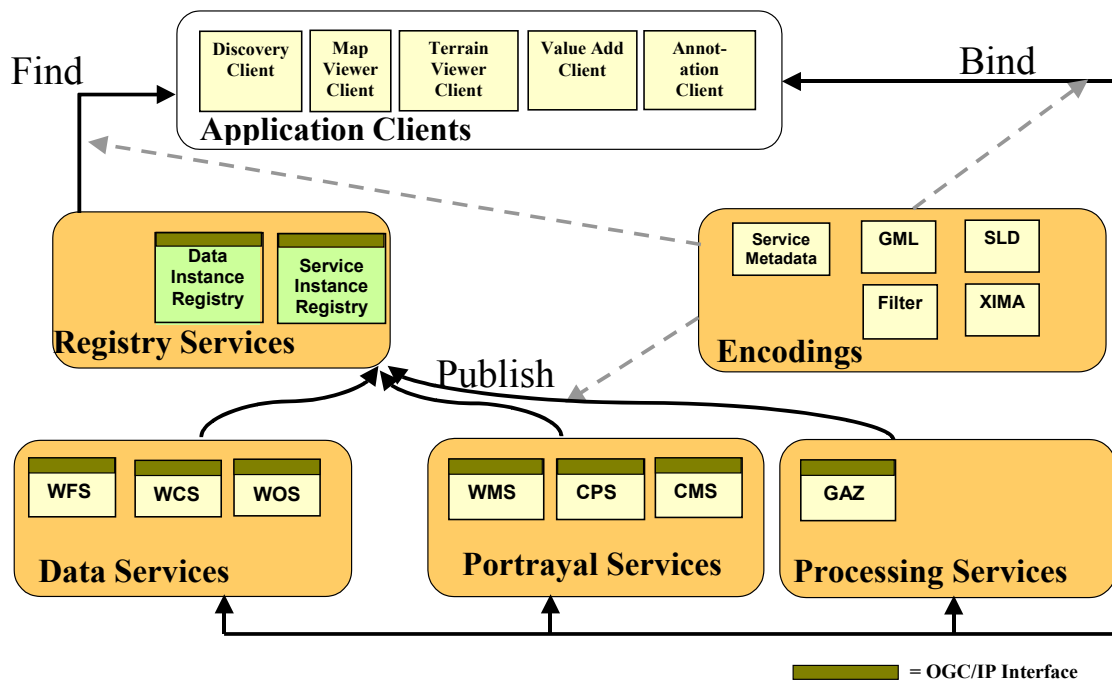 Find
Bind
Discovery
Client
Map
Viewer
Client
Terrain
Viewer
Client
Value Add
Client
Annot-
ation
Client
Application Clients
Data
Instance
Registry
Service
Instance
Registry
Registry Services
Service
Metadata
GML
SLD
Filter
XIMA
Encodings
Publish
WFS
WCS
WOS
Data Services
WMS
CPS
CMS
Portrayal Services
GAZ
Processing Services
= OGC/IP Interface